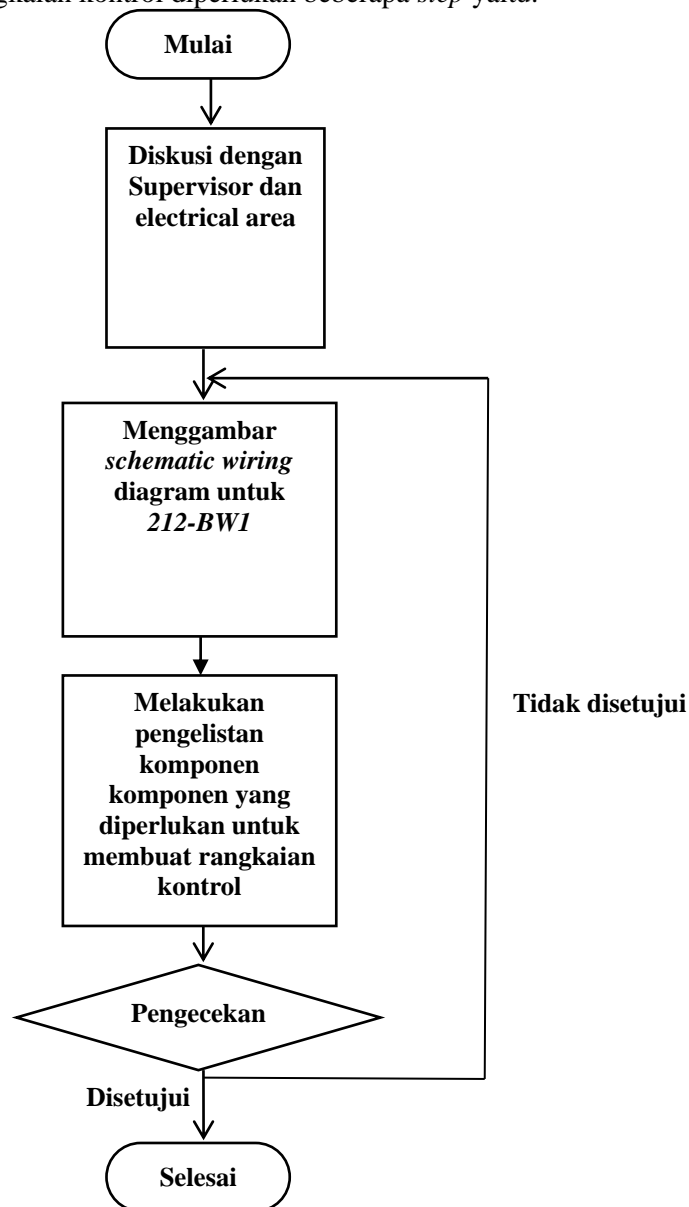 gkaian kontrol diperlukan beberapa step yaitu:
Mulai
Diskusi dengan
Supervisor dan
electrical area
Menggambar
schematic wiring
diagram untuk
212-BW1
Melakukan
pengelistan
komponen
komponen yang
diperlukan untuk
membuat rangkaian
kontrol
Tidak disetujui
Pengecekan
Disetujui
Selesai